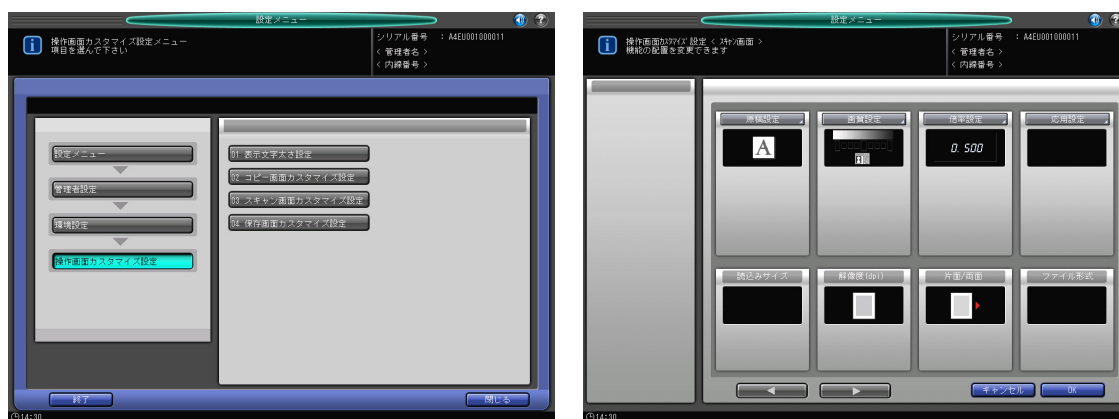 設定メニュー
操作画面カスタマイズ設定メニュー
項目を選んで下さい
シリアル番号 : A4EU001000011
< 管理者名 >
< 内線番号 >
設定メニュー
管理者設定
環境設定
操作画面カスタマイズ設定
01 表示文字太さ設定
02 コピー画面カスタマイズ設定
03 スキャン画面カスタマイズ設定
04 保存画面カスタマイズ設定
終了
閉じる
14:30
設定メニュー
操作画面ｶｽﾀﾏｲｽﾞ設定 < ｽｷｬﾝ画面 >
機能の配置を変更できます
シリアル番号 : A4EU001000011
< 管理者名 >
< 内線番号 >
原稿設定
画質設定
倍率設定
応用設定
A
0. 500
読込みサイズ
解像度(dpi)
片面/両面
ファイル形式
キャンセル
OK
14:30